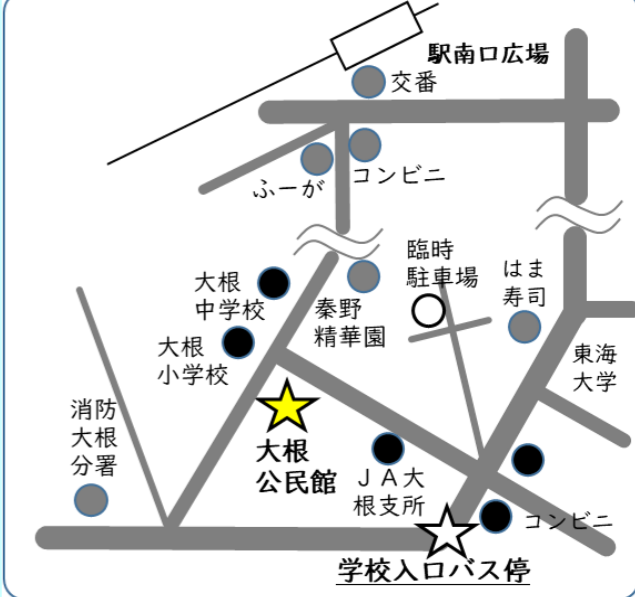 駅南口広場
交番
コンビニ
ふーが
臨時
駐車場
はま
寿司
大根
中学校
秦野
精華園
大根
小学校
東海
大学
消防
大根
分署
大根
公民館
ＪＡ大
根支所
コンビニ
学校入口バス停